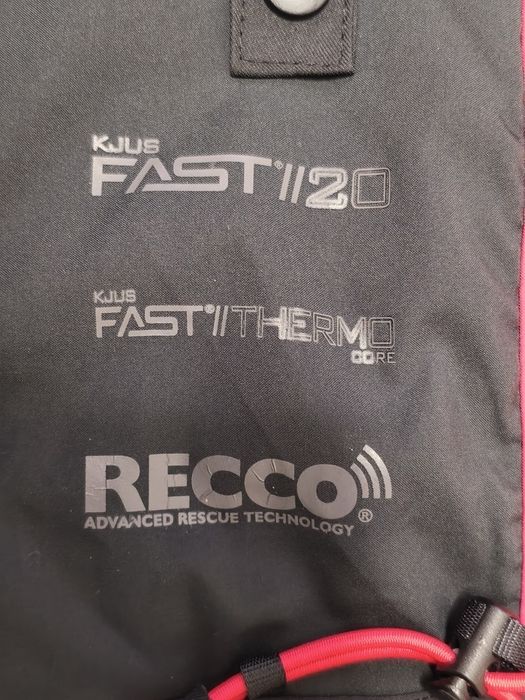 KJUS
FAST®//20
KJUS
FAST®//THERMO
CORE
RECCO
ADVANCED RESCUE TECHNOLOGY®